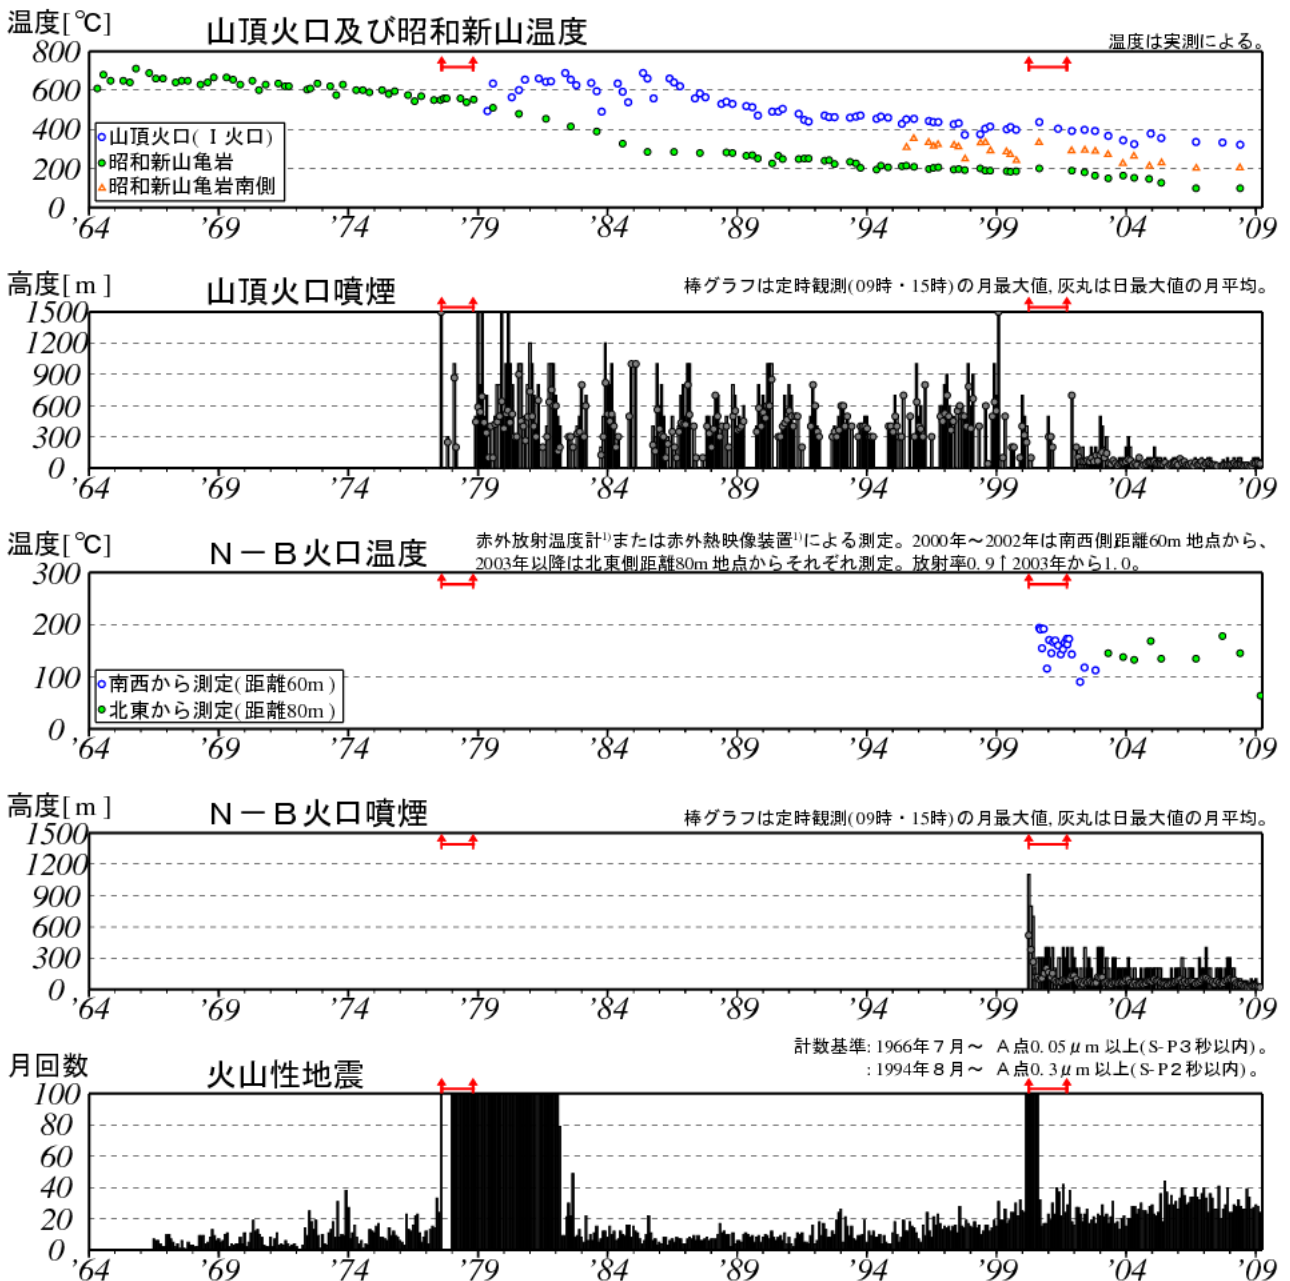 温度[℃]
山頂火口及び昭和新山温度
温度は実測による。
800
600
400
200
0
山頂火口(Ｉ火口)
昭和新山亀岩
昭和新山亀岩南側
'64 '69 '74 '79 '84 '89 '94 '99 '04 '09
高度[m]
山頂火口噴煙
棒グラフは定時観測(09時・15時)の月最大値,灰丸は日最大値の月平均。
1500
1200
900
600
300
0
'64 '69 '74 '79 '84 '89 '94 '99 '04 '09
温度[℃]
Ｎ－Ｂ火口温度
赤外放射温度計¹⁾または赤外熱映像装置¹⁾による測定。2000年～2002年は南西側距離60m地点から、
2003年以降は北東側距離80m地点からそれぞれ測定。放射率0.9↑2003年から1.0。
300
200
100
0
南西から測定(距離60m)
北東から測定(距離80m)
'64 '69 '74 '79 '84 '89 '94 '99 '04 '09
高度[m]
Ｎ－Ｂ火口噴煙
棒グラフは定時観測(09時・15時)の月最大値,灰丸は日最大値の月平均。
1500
1200
900
600
300
0
'64 '69 '74 '79 '84 '89 '94 '99 '04 '09
月回数
火山性地震
計数基準:1966年７月～ Ａ点0.05μm以上(S-P３秒以内)。
:1994年８月～ Ａ点0.3μm以上(S-P２秒以内)。
100
80
60
40
20
0
'64 '69 '74 '79 '84 '89 '94 '99 '04 '09